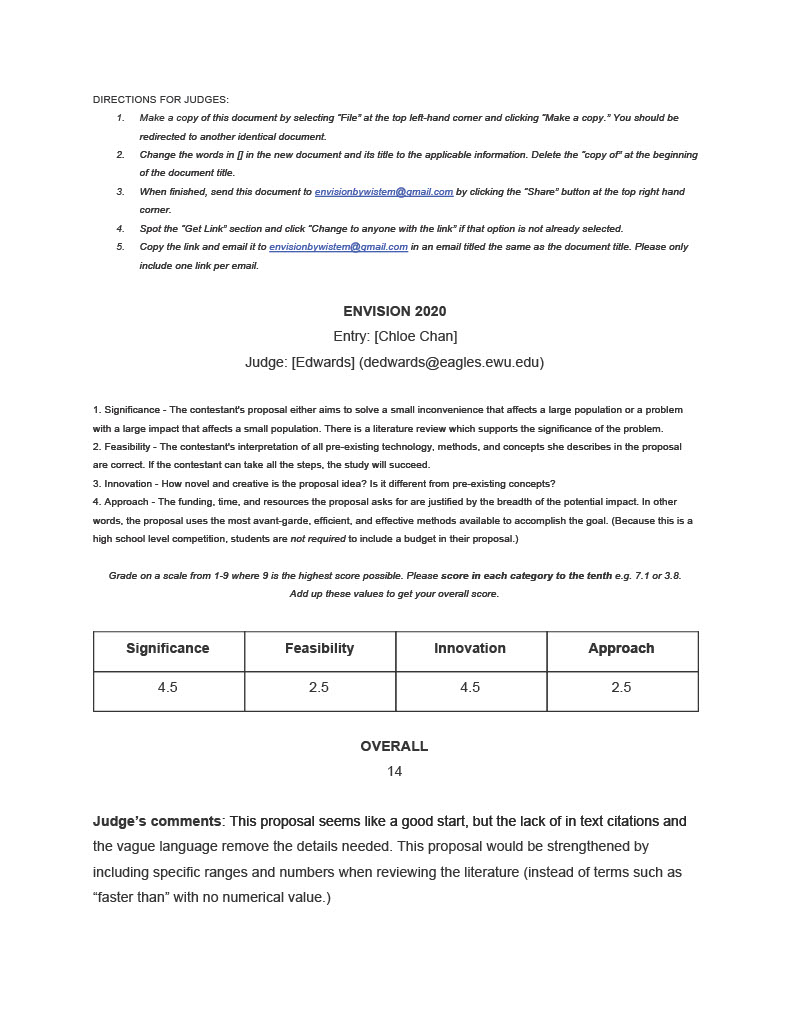 DIRECTIONS FOR JUDGES:
1. Make a copy of this document by selecting “File” at the top left-hand corner and clicking “Make a copy.” You should be
redirected to another identical document.
2. Change the words in [] in the new document and its title to the applicable information. Delete the “copy of” at the beginning
of the document title.
3. When finished, send this document to envisionbywistem@gmail.com by clicking the “Share” button at the top right hand
corner.
4. Spot the “Get Link” section and click “Change to anyone with the link” if that option is not already selected.
5. Copy the link and email it to envisionbywistem@gmail.com in an email titled the same as the document title. Please only
include one link per email.
ENVISION 2020
Entry: [Chloe Chan]
Judge: [Edwards] (dedwards@eagles.ewu.edu)
1. Significance - The contestant's proposal either aims to solve a small inconvenience that affects a large population or a problem
with a large impact that affects a small population. There is a literature review which supports the significance of the problem.
2. Feasibility - The contestant's interpretation of all pre-existing technology, methods, and concepts she describes in the proposal
are correct. If the contestant can take all the steps, the study will succeed.
3. Innovation - How novel and creative is the proposal idea? Is it different from pre-existing concepts?
4. Approach - The funding, time, and resources the proposal asks for are justified by the breadth of the potential impact. In other
words, the proposal uses the most avant-garde, efficient, and effective methods available to accomplish the goal. (Because this is a
high school level competition, students are not required to include a budget in their proposal.)
Grade on a scale from 1-9 where 9 is the highest score possible. Please score in each category to the tenth e.g. 7.1 or 3.8.
Add up these values to get your overall score.
Significance Feasibility Innovation Approach
4.5 2.5 4.5 2.5
OVERALL
14
Judge’s comments: This proposal seems like a good start, but the lack of in text citations and
the vague language remove the details needed. This proposal would be strengthened by
including specific ranges and numbers when reviewing the literature (instead of terms such as
“faster than” with no numerical value.)